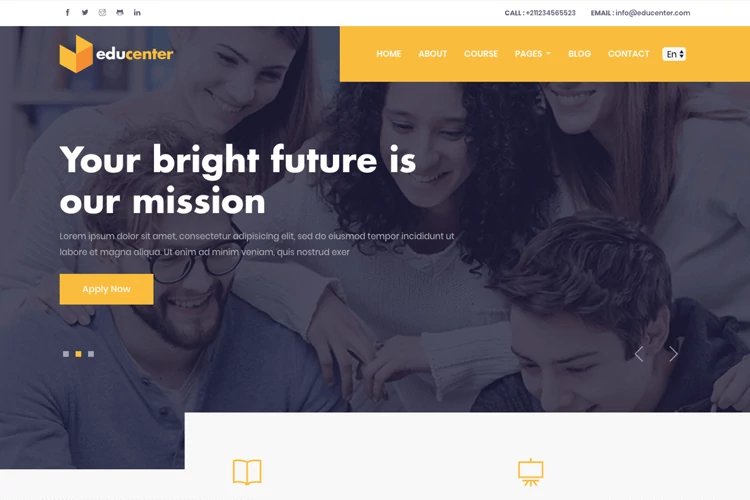 CALL : +211234565523 EMAIL : info@educenter.com
educenter
HOME ABOUT COURSE PAGES BLOG CONTACT En
Your bright future is
our mission
Lorem ipsum dolor sit amet, consectetur adipisicing elit, sed do eiusmod tempor incididunt ut
labore et magna aliqua. Ut enim ad minim veniam, quis nostrud exer
Apply Now